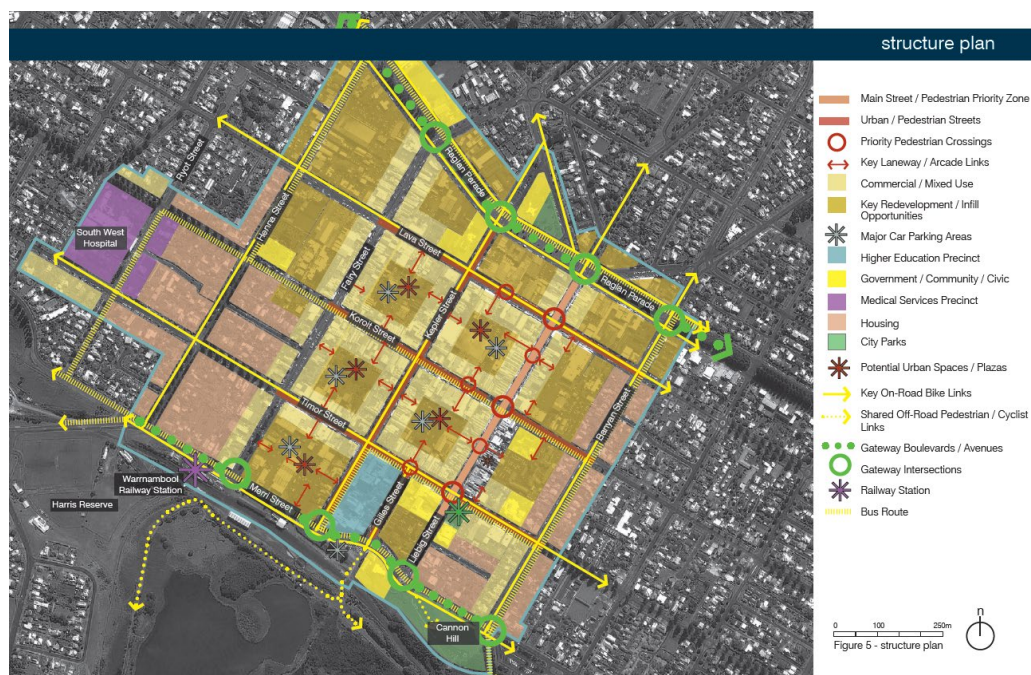 structure plan
Main Street / Pedestrian Priority Zone
Urban / Pedestrian Streets
Priority Pedestrian Crossings
Key Laneway / Arcade Links
Commercial / Mixed Use
Key Redevelopment / Infill
Opportunities
Major Car Parking Areas
Higher Education Precinct
Government / Community / Civic
Medical Services Precinct
Housing
City Parks
Potential Urban Spaces / Plazas
Key On-Road Bike Links
Shared Off-Road Pedestrian / Cyclist
Links
Gateway Boulevards / Avenues
Gateway Intersections
Railway Station
Bus Route
Ryot Street
Raglan Parade
South West
Hospital
Henna Street
Lava Street
Fairy Street
Kepler Street
Raglan Parade
Koroit Street
Timor Street
Banyan Street
Warrnambool
Railway Station
Harris Reserve
Merri Street
Gilles Street
Liebig Street
Cannon
Hill
n
0 100 250m
Figure 5 - structure plan